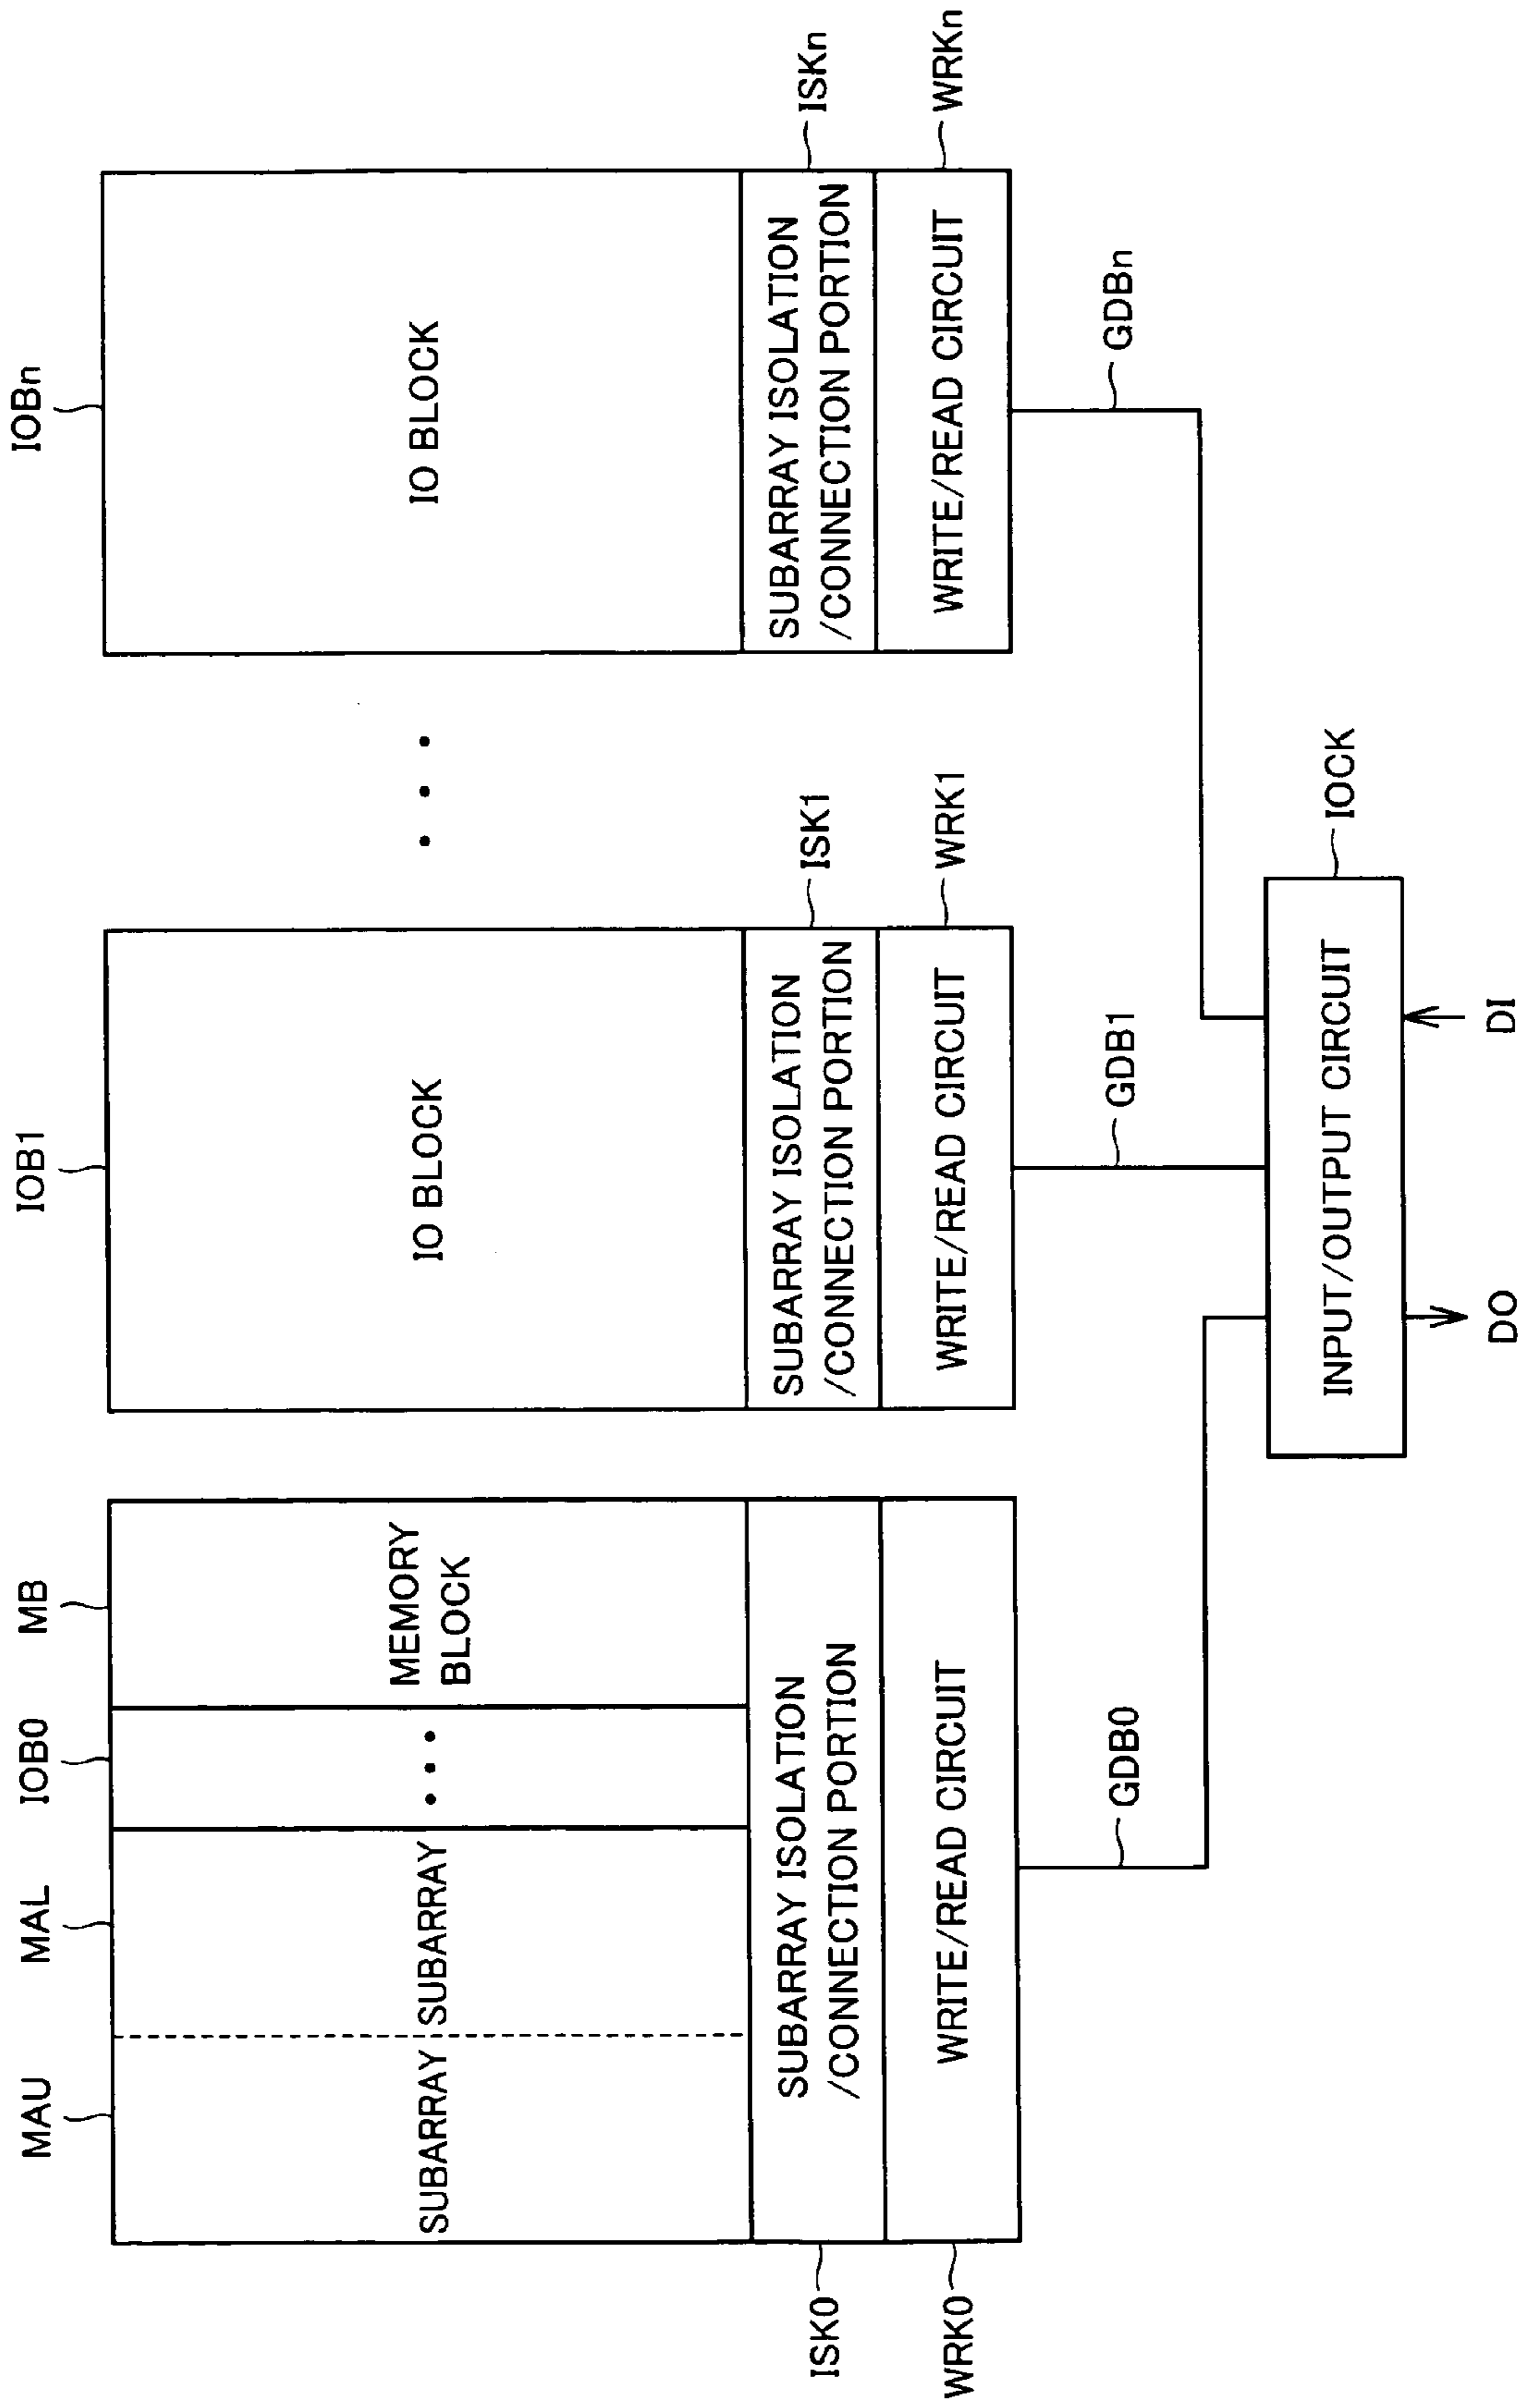 MAU
MAL
IOB0
MB
IOB1
IOBn
SUBARRAY
SUBARRAY
MEMORY
BLOCK
IO BLOCK
IO BLOCK
ISK0
SUBARRAY ISOLATION
/CONNECTION PORTION
SUBARRAY ISOLATION
/CONNECTION PORTION
ISK1
SUBARRAY ISOLATION
/CONNECTION PORTION
ISKn
WRK0
WRITE/READ CIRCUIT
WRITE/READ CIRCUIT
WRK1
WRITE/READ CIRCUIT
WRKn
GDB0
GDB1
GDBn
INPUT/OUTPUT CIRCUIT
IOCK
DO
DI